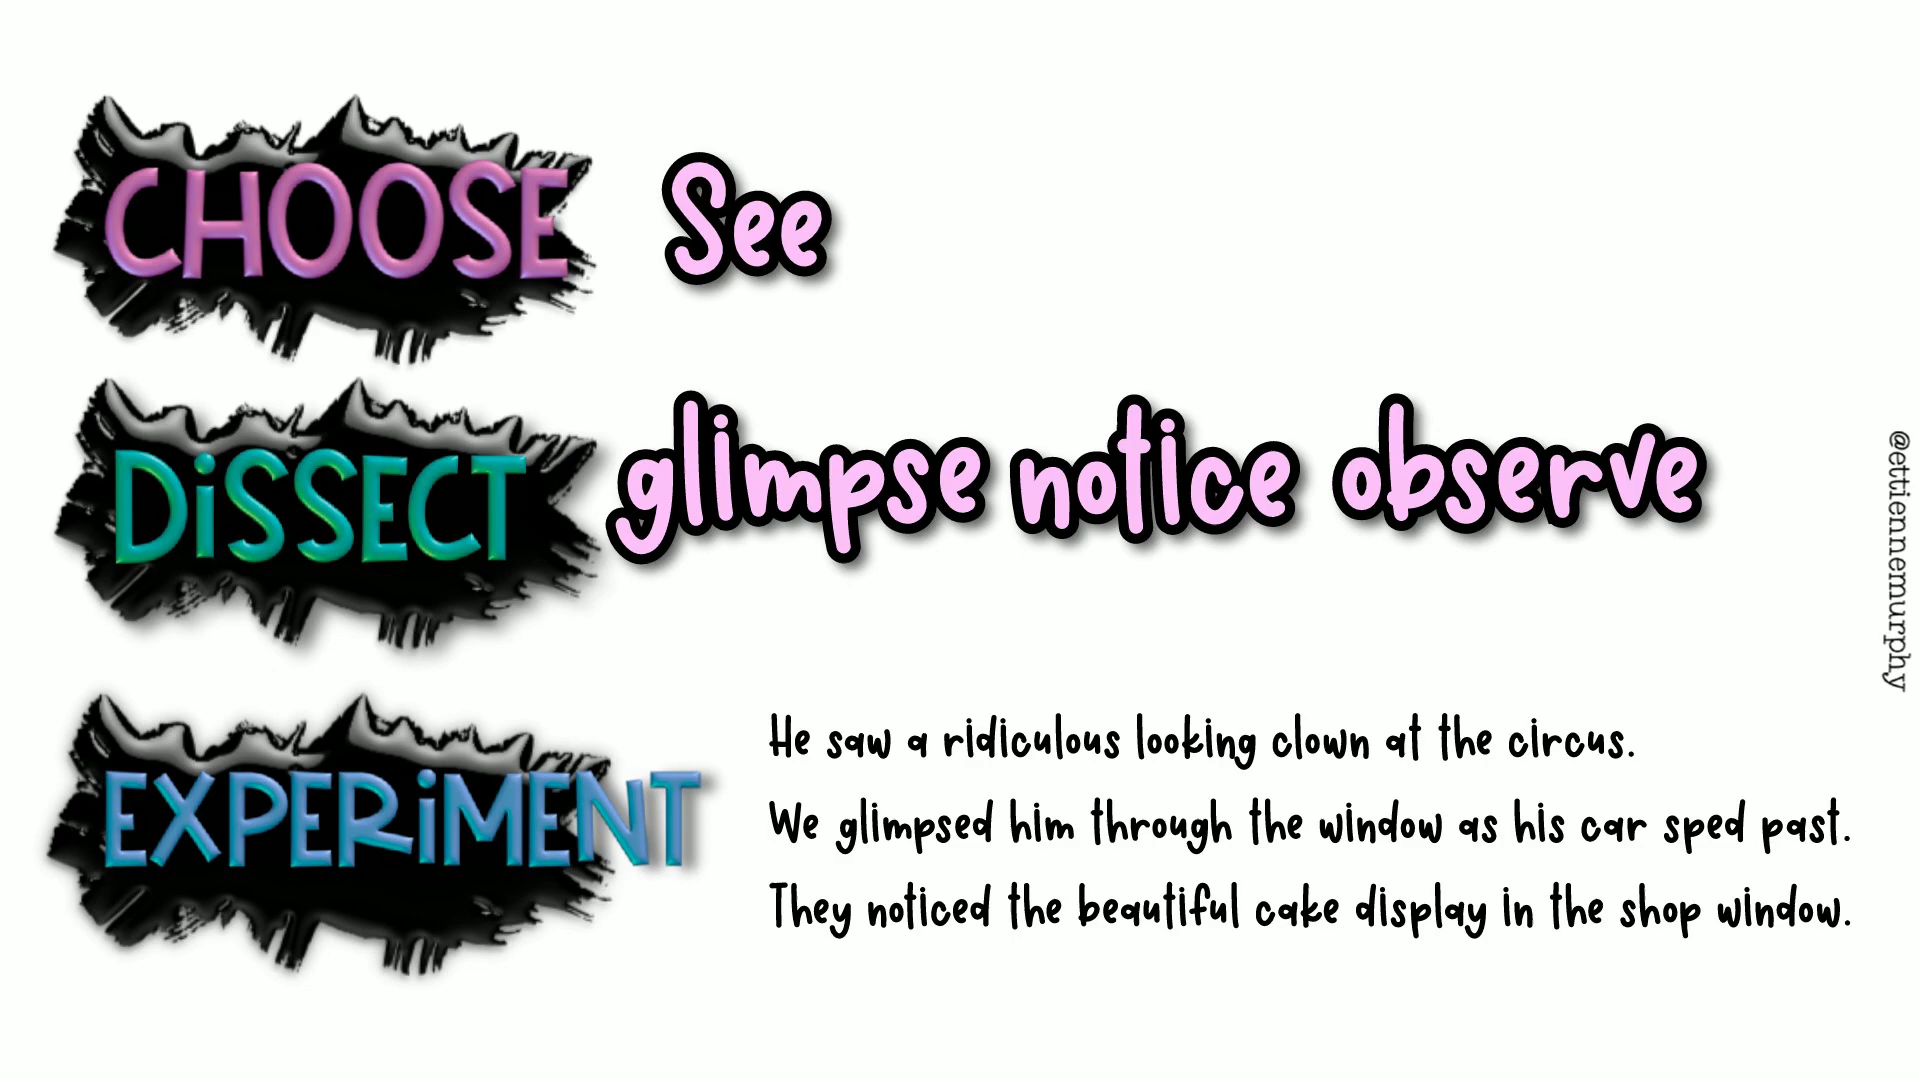 CHOOSE See
DiSSECT glimpse notice observe
EXPERiMENT
He saw a ridiculous looking clown at the circus.
We glimpsed him through the window as his car sped past.
They noticed the beautiful cake display in the shop window.
@ettiennemurphy